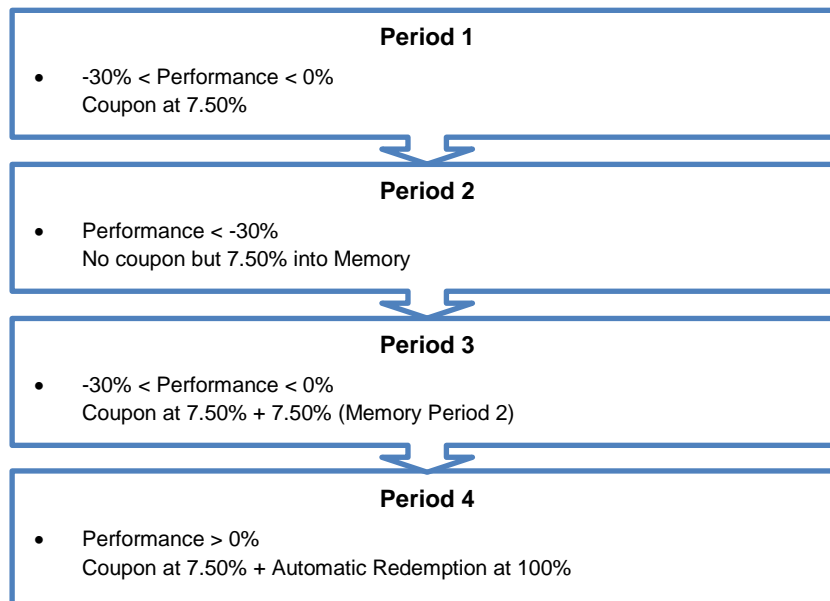 Period 1
• -30% < Performance < 0%
Coupon at 7.50%
Period 2
• Performance < -30%
No coupon but 7.50% into Memory
Period 3
• -30% < Performance < 0%
Coupon at 7.50% + 7.50% (Memory Period 2)
Period 4
• Performance > 0%
Coupon at 7.50% + Automatic Redemption at 100%